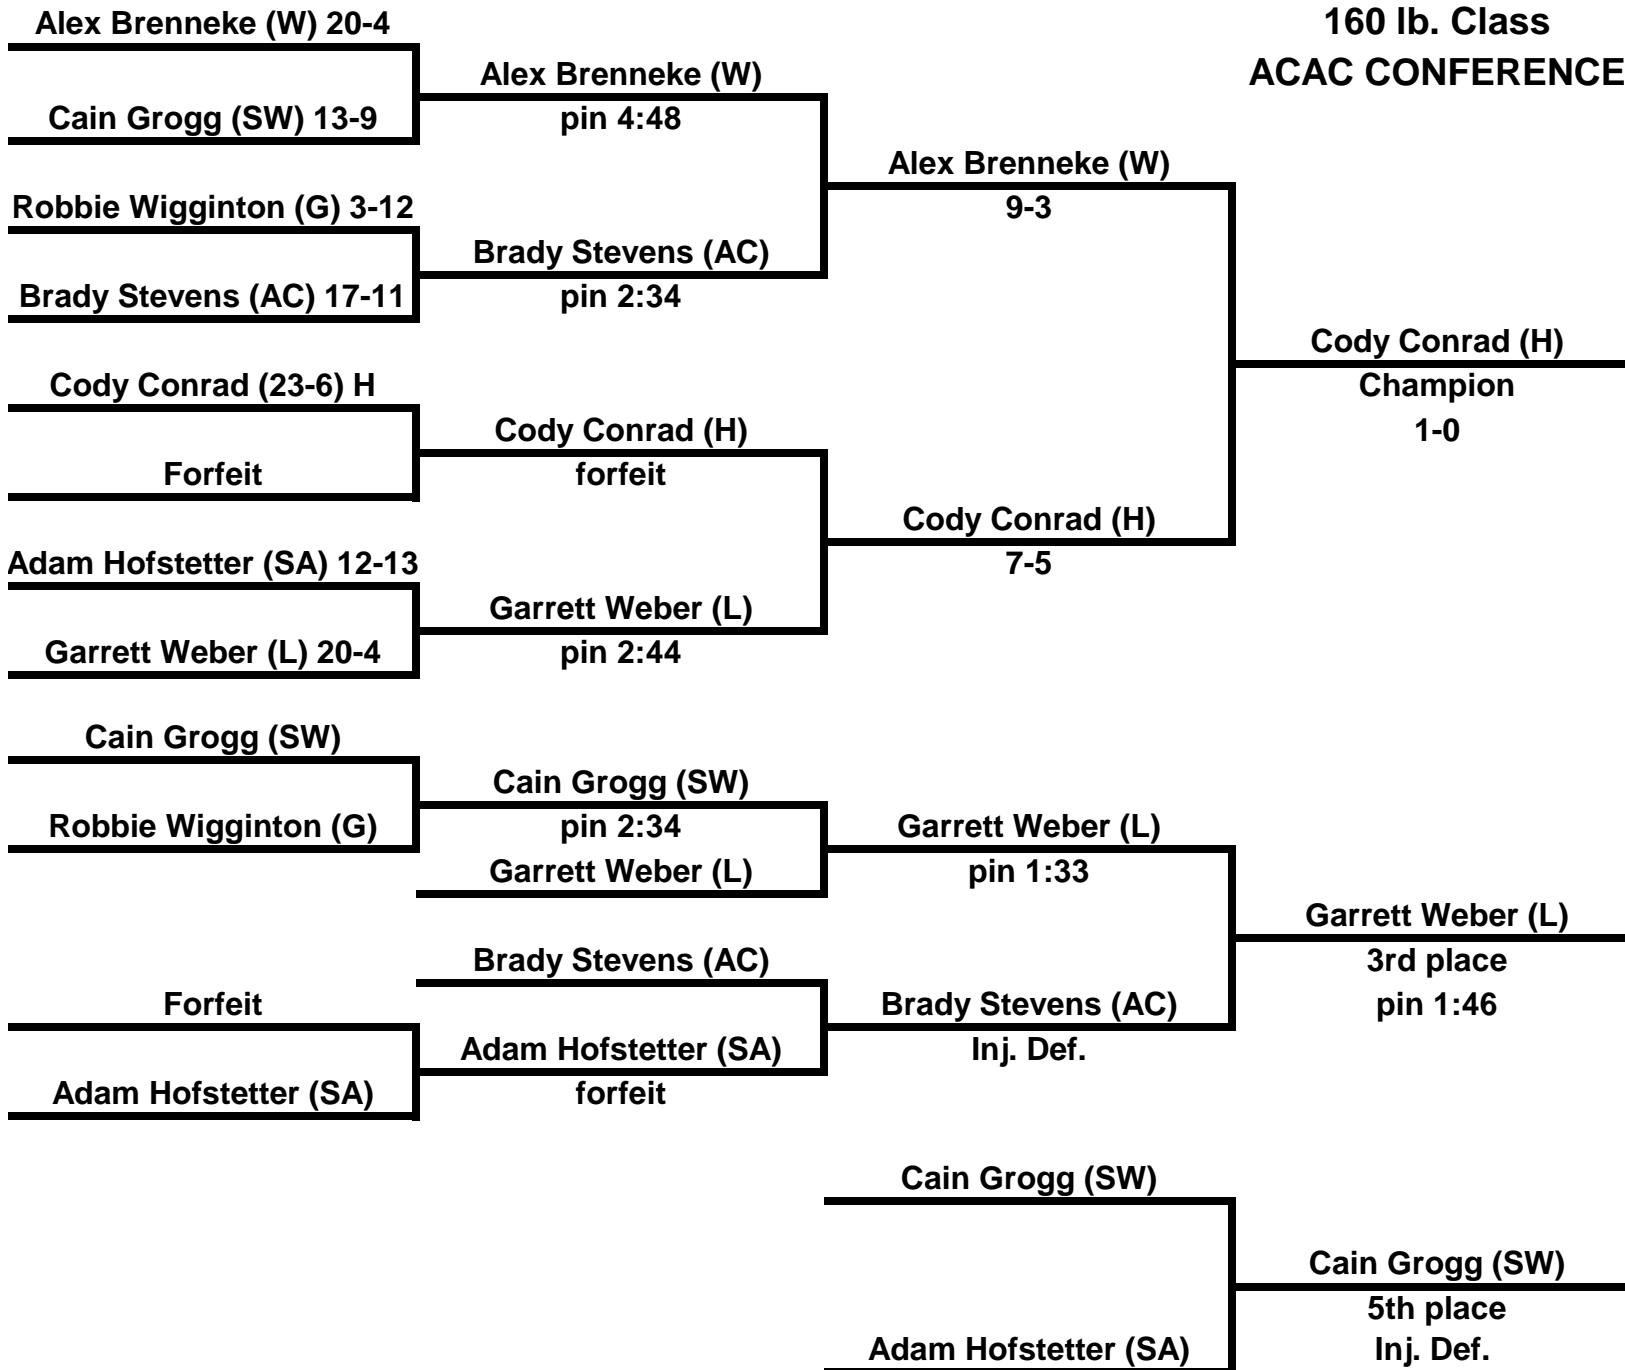 Alex Brenneke (W) 20-4
160 lb. Class
Alex Brenneke (W)
ACAC CONFERENCE
Cain Grogg (SW) 13-9
pin 4:48
Alex Brenneke (W)
Robbie Wigginton (G) 3-12
9-3
Brady Stevens (AC)
Brady Stevens (AC) 17-11
pin 2:34
Cody Conrad (H)
Cody Conrad (23-6) H
Champion
Cody Conrad (H)
1-0
Forfeit
forfeit
Cody Conrad (H)
Adam Hofstetter (SA) 12-13
7-5
Garrett Weber (L)
Garrett Weber (L) 20-4
pin 2:44
Cain Grogg (SW)
Cain Grogg (SW)
Robbie Wigginton (G)
pin 2:34
Garrett Weber (L)
Garrett Weber (L)
pin 1:33
Garrett Weber (L)
Brady Stevens (AC)
3rd place
Forfeit
Brady Stevens (AC)
pin 1:46
Adam Hofstetter (SA)
Inj. Def.
Adam Hofstetter (SA)
forfeit
Cain Grogg (SW)
Cain Grogg (SW)
5th place
Adam Hofstetter (SA)
Inj. Def.